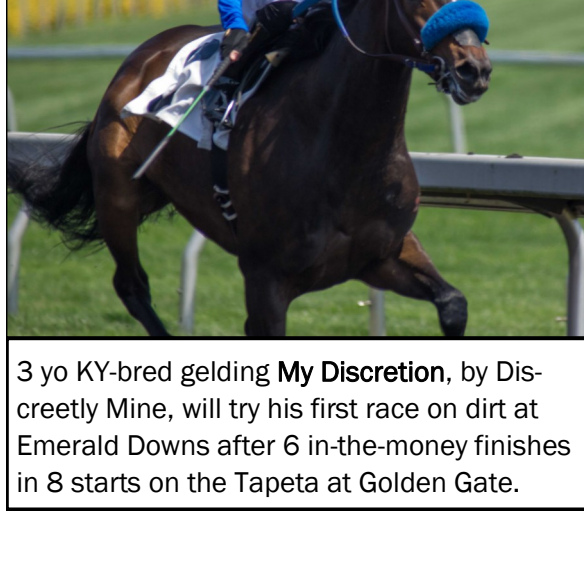 3 yo KY-bred gelding My Discretion, by Dis-
creetly Mine, will try his first race on dirt at
Emerald Downs after 6 in-the-money finishes
in 8 starts on the Tapeta at Golden Gate.